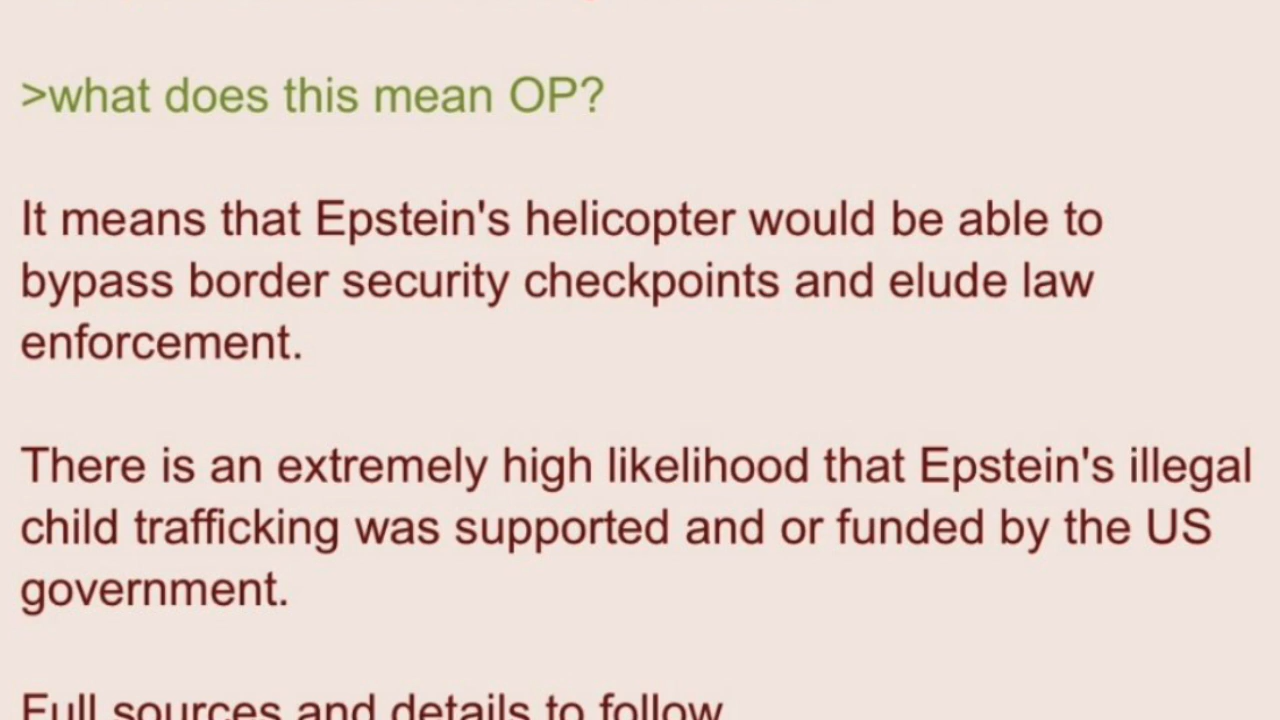 >what does this mean OP?
It means that Epstein's helicopter would be able to
bypass border security checkpoints and elude law
enforcement.
There is an extremely high likelihood that Epstein's illegal
child trafficking was supported and or funded by the US
government.
Full sources and details to follow